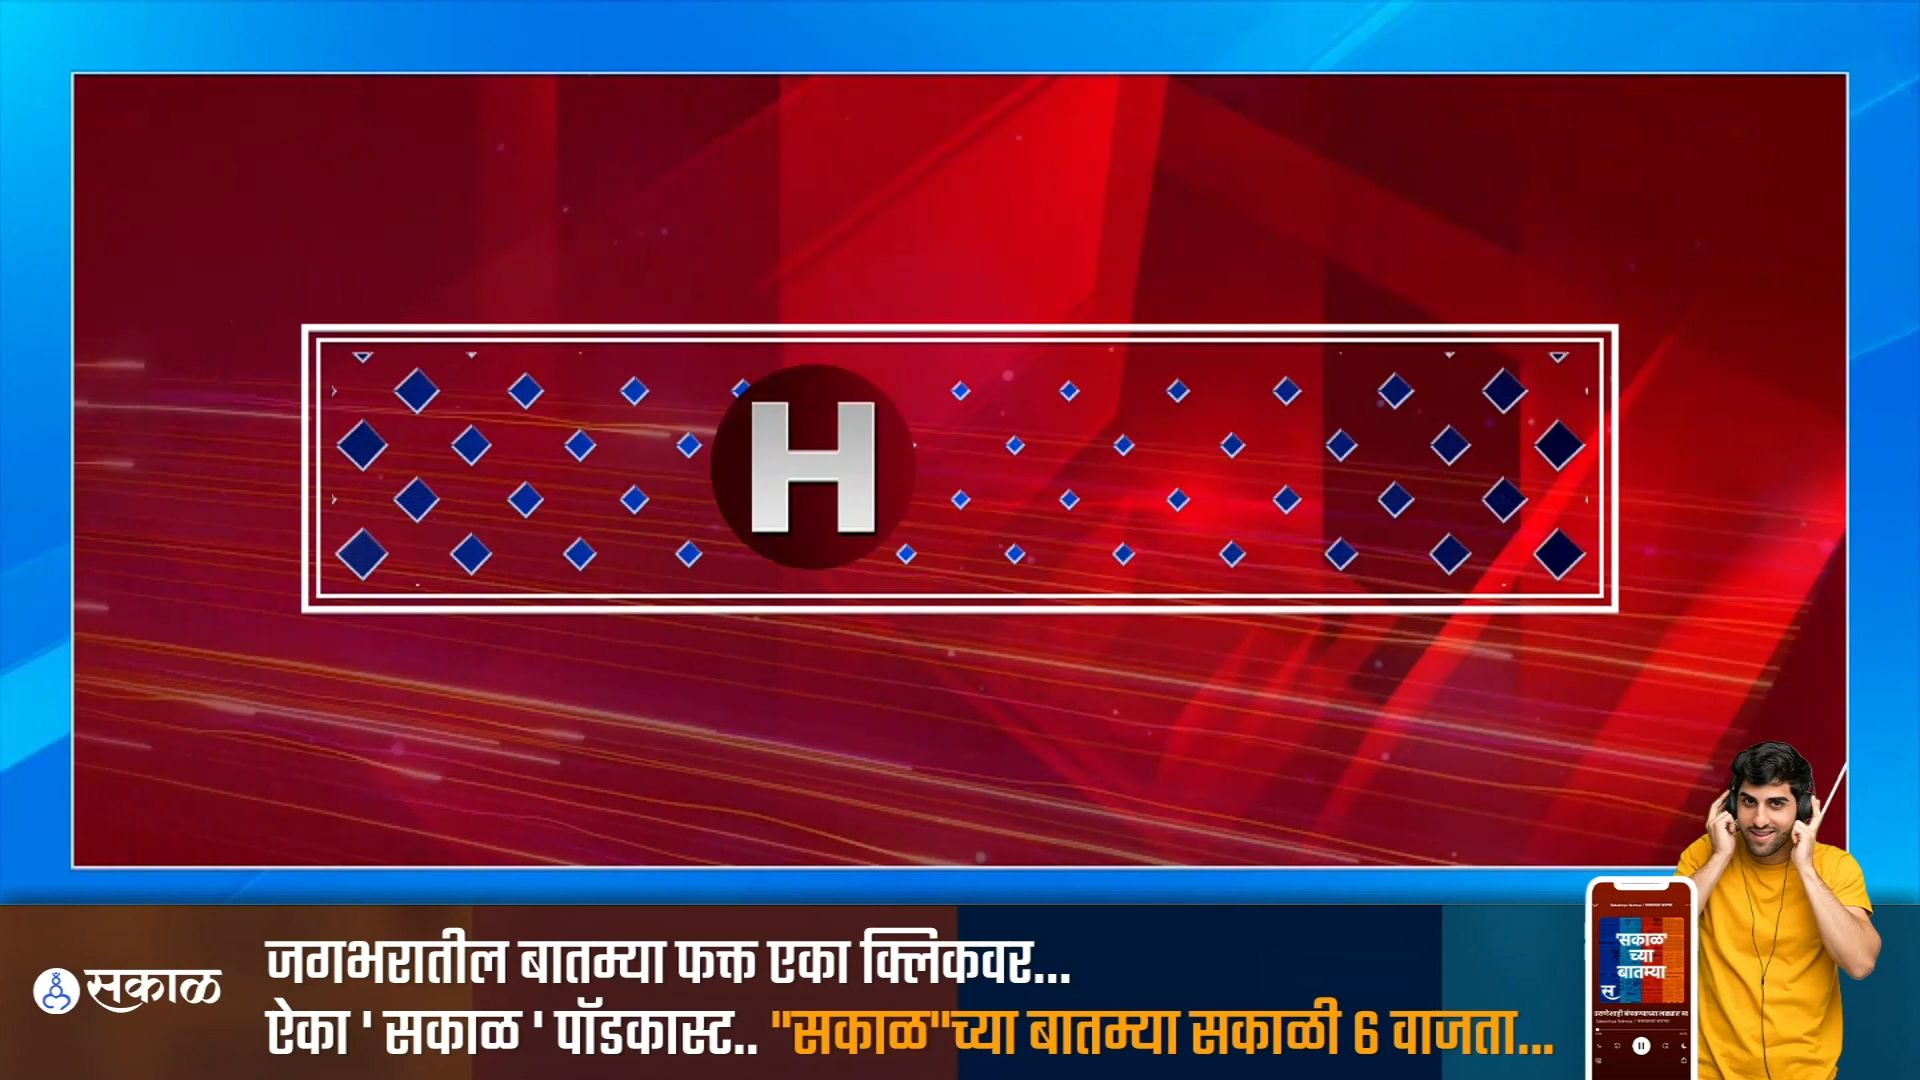 H
सकाळ
जगभरातील बातम्या फक्त एका क्लिकवर...
ऐका ' सकाळ ' पॉडकास्ट.. "सकाळ"च्या बातम्या सकाळी 6 वाजता...
'सकाळ'
च्या
बातम्या
स